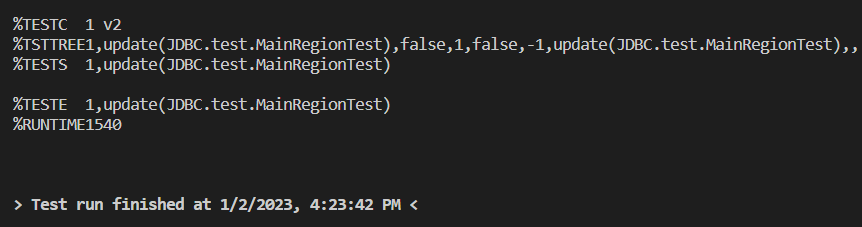 %TESTC  1 v2
%TSTTREE1,update(JDBC.test.MainRegionTest),false,1,false,-1,update(JDBC.test.MainRegionTest),,
%TESTS  1,update(JDBC.test.MainRegionTest)
%TESTE  1,update(JDBC.test.MainRegionTest)
%RUNTIME1540
> Test run finished at 1/2/2023, 4:23:42 PM <